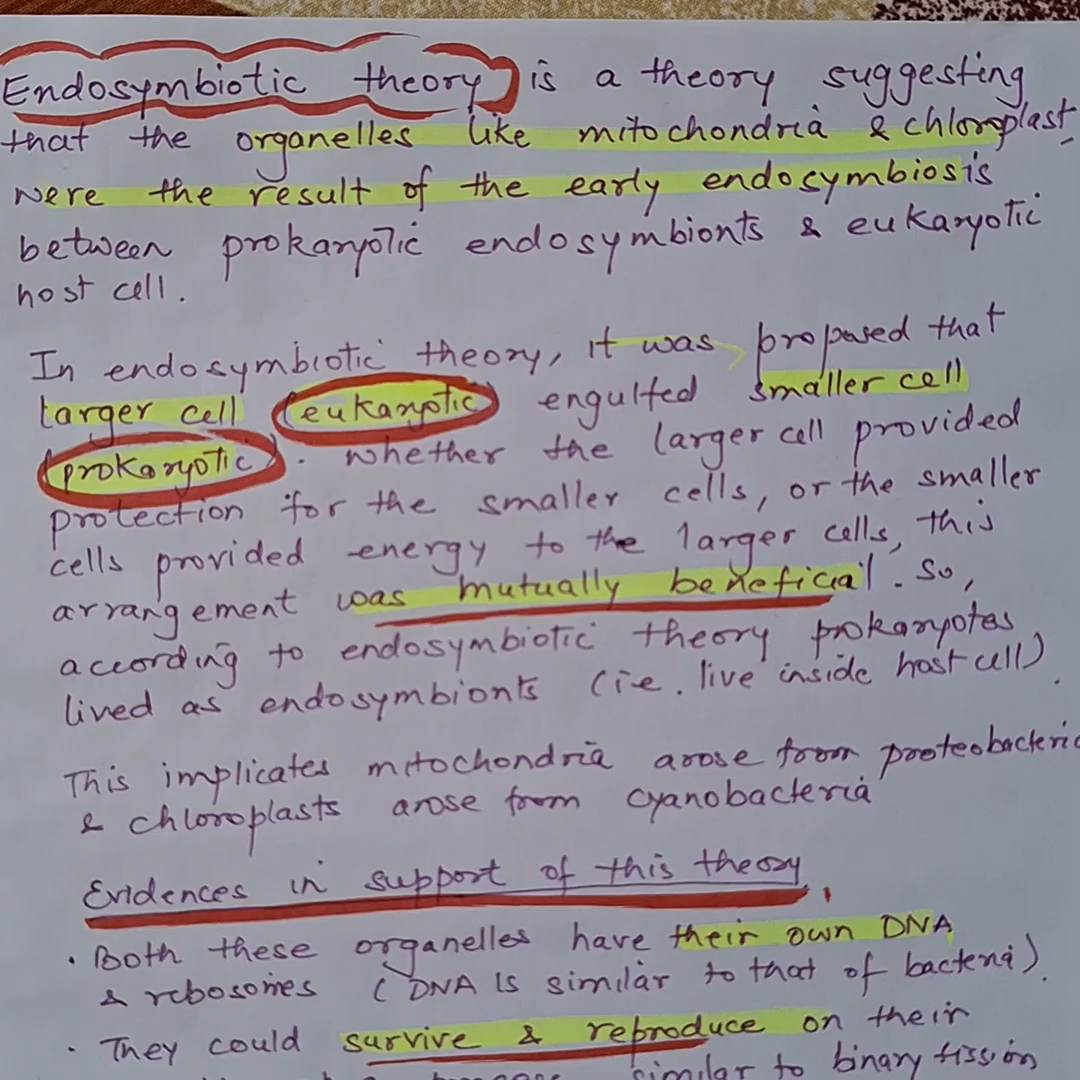 Endosymbiotic theory is a theory suggesting
that the organelles like mitochondria & chloroplast
were the result of the early endosymbiosis
between prokaryotic endosymbionts & eukaryotic
host cell.
In endosymbiotic theory, it was proposed that
larger cell (eukaryotic) engulfed smaller cell
(prokaryotic). Whether the larger cell provided
protection for the smaller cells, or the smaller
cells provided energy to the larger cells, this
arrangement was mutually beneficial. So,
according to endosymbiotic theory prokaryotes
lived as endosymbionts (i.e. live inside host cell).
This implicates mitochondria arose from proteobacteria
& chloroplasts arose from cyanobacteria
Evidences in support of this theory,
• Both these organelles have their own DNA
& rebosomes (DNA is similar to that of bacteria).
• They could survive & reproduce on their
similar to binary fission